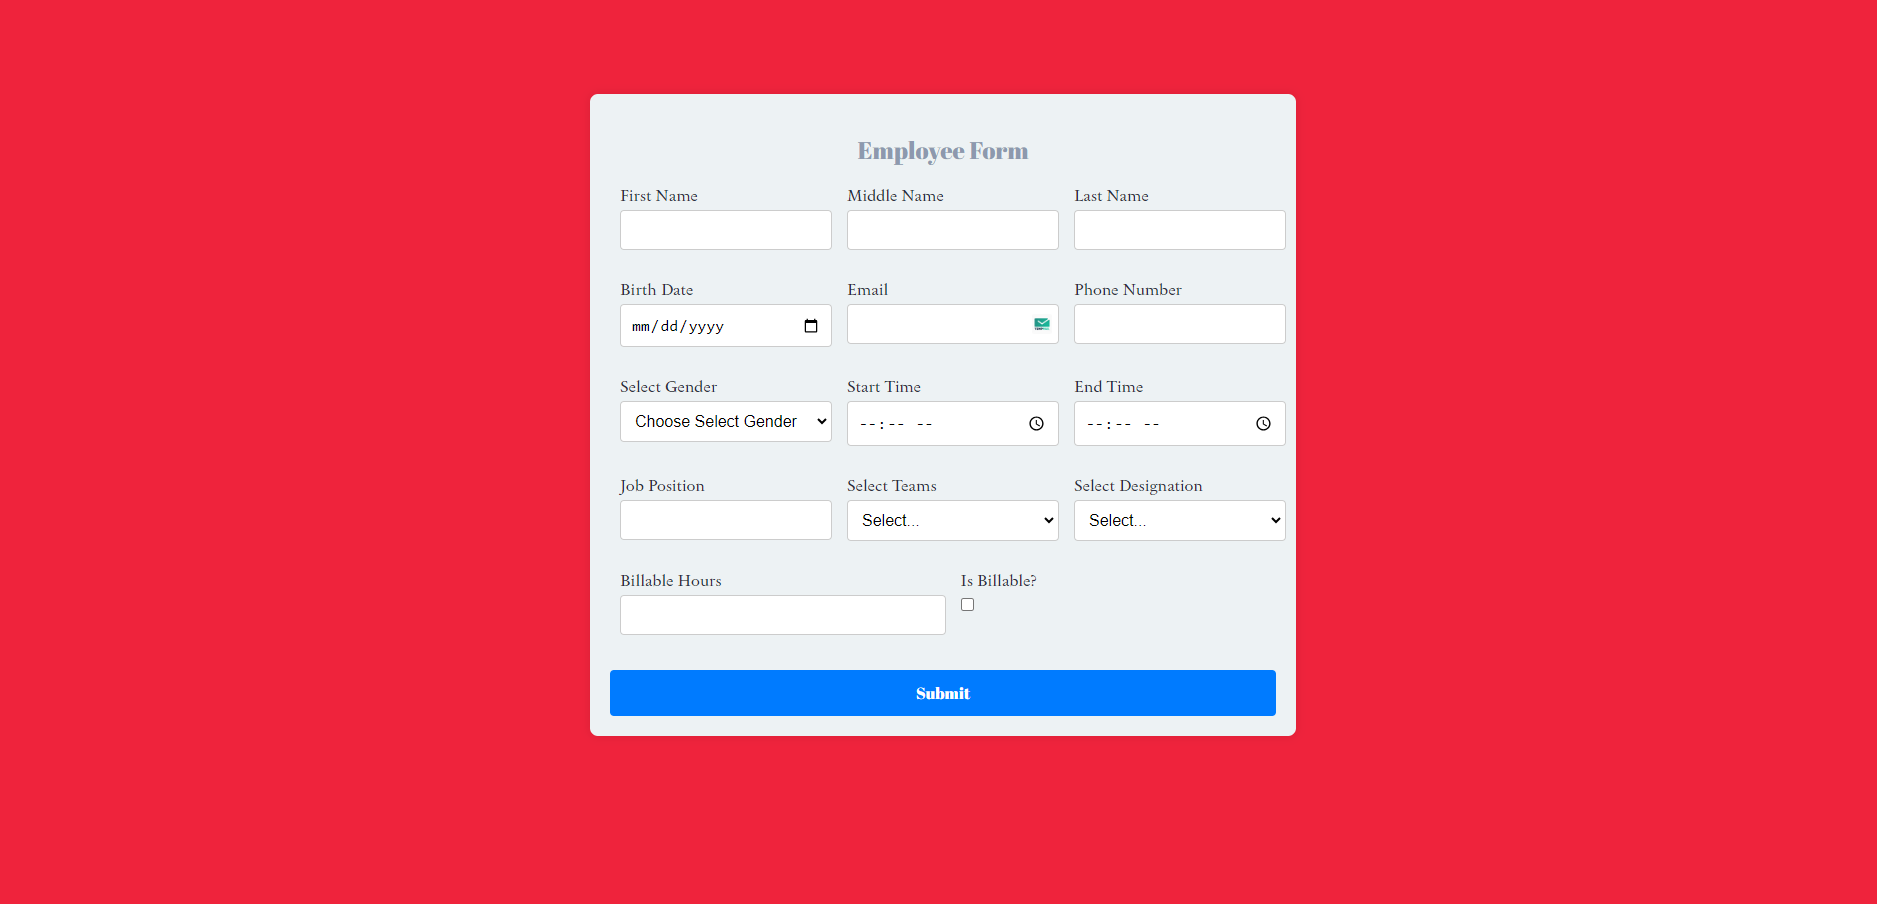 Employee Form
First Name Middle Name Last Name
Birth Date Email Phone Number
mm/dd/yyyy
Select Gender Start Time End Time
Choose Select Gender --:-- -- --:-- --
Job Position Select Teams Select Designation
Select... Select...
Billable Hours Is Billable?
Submit